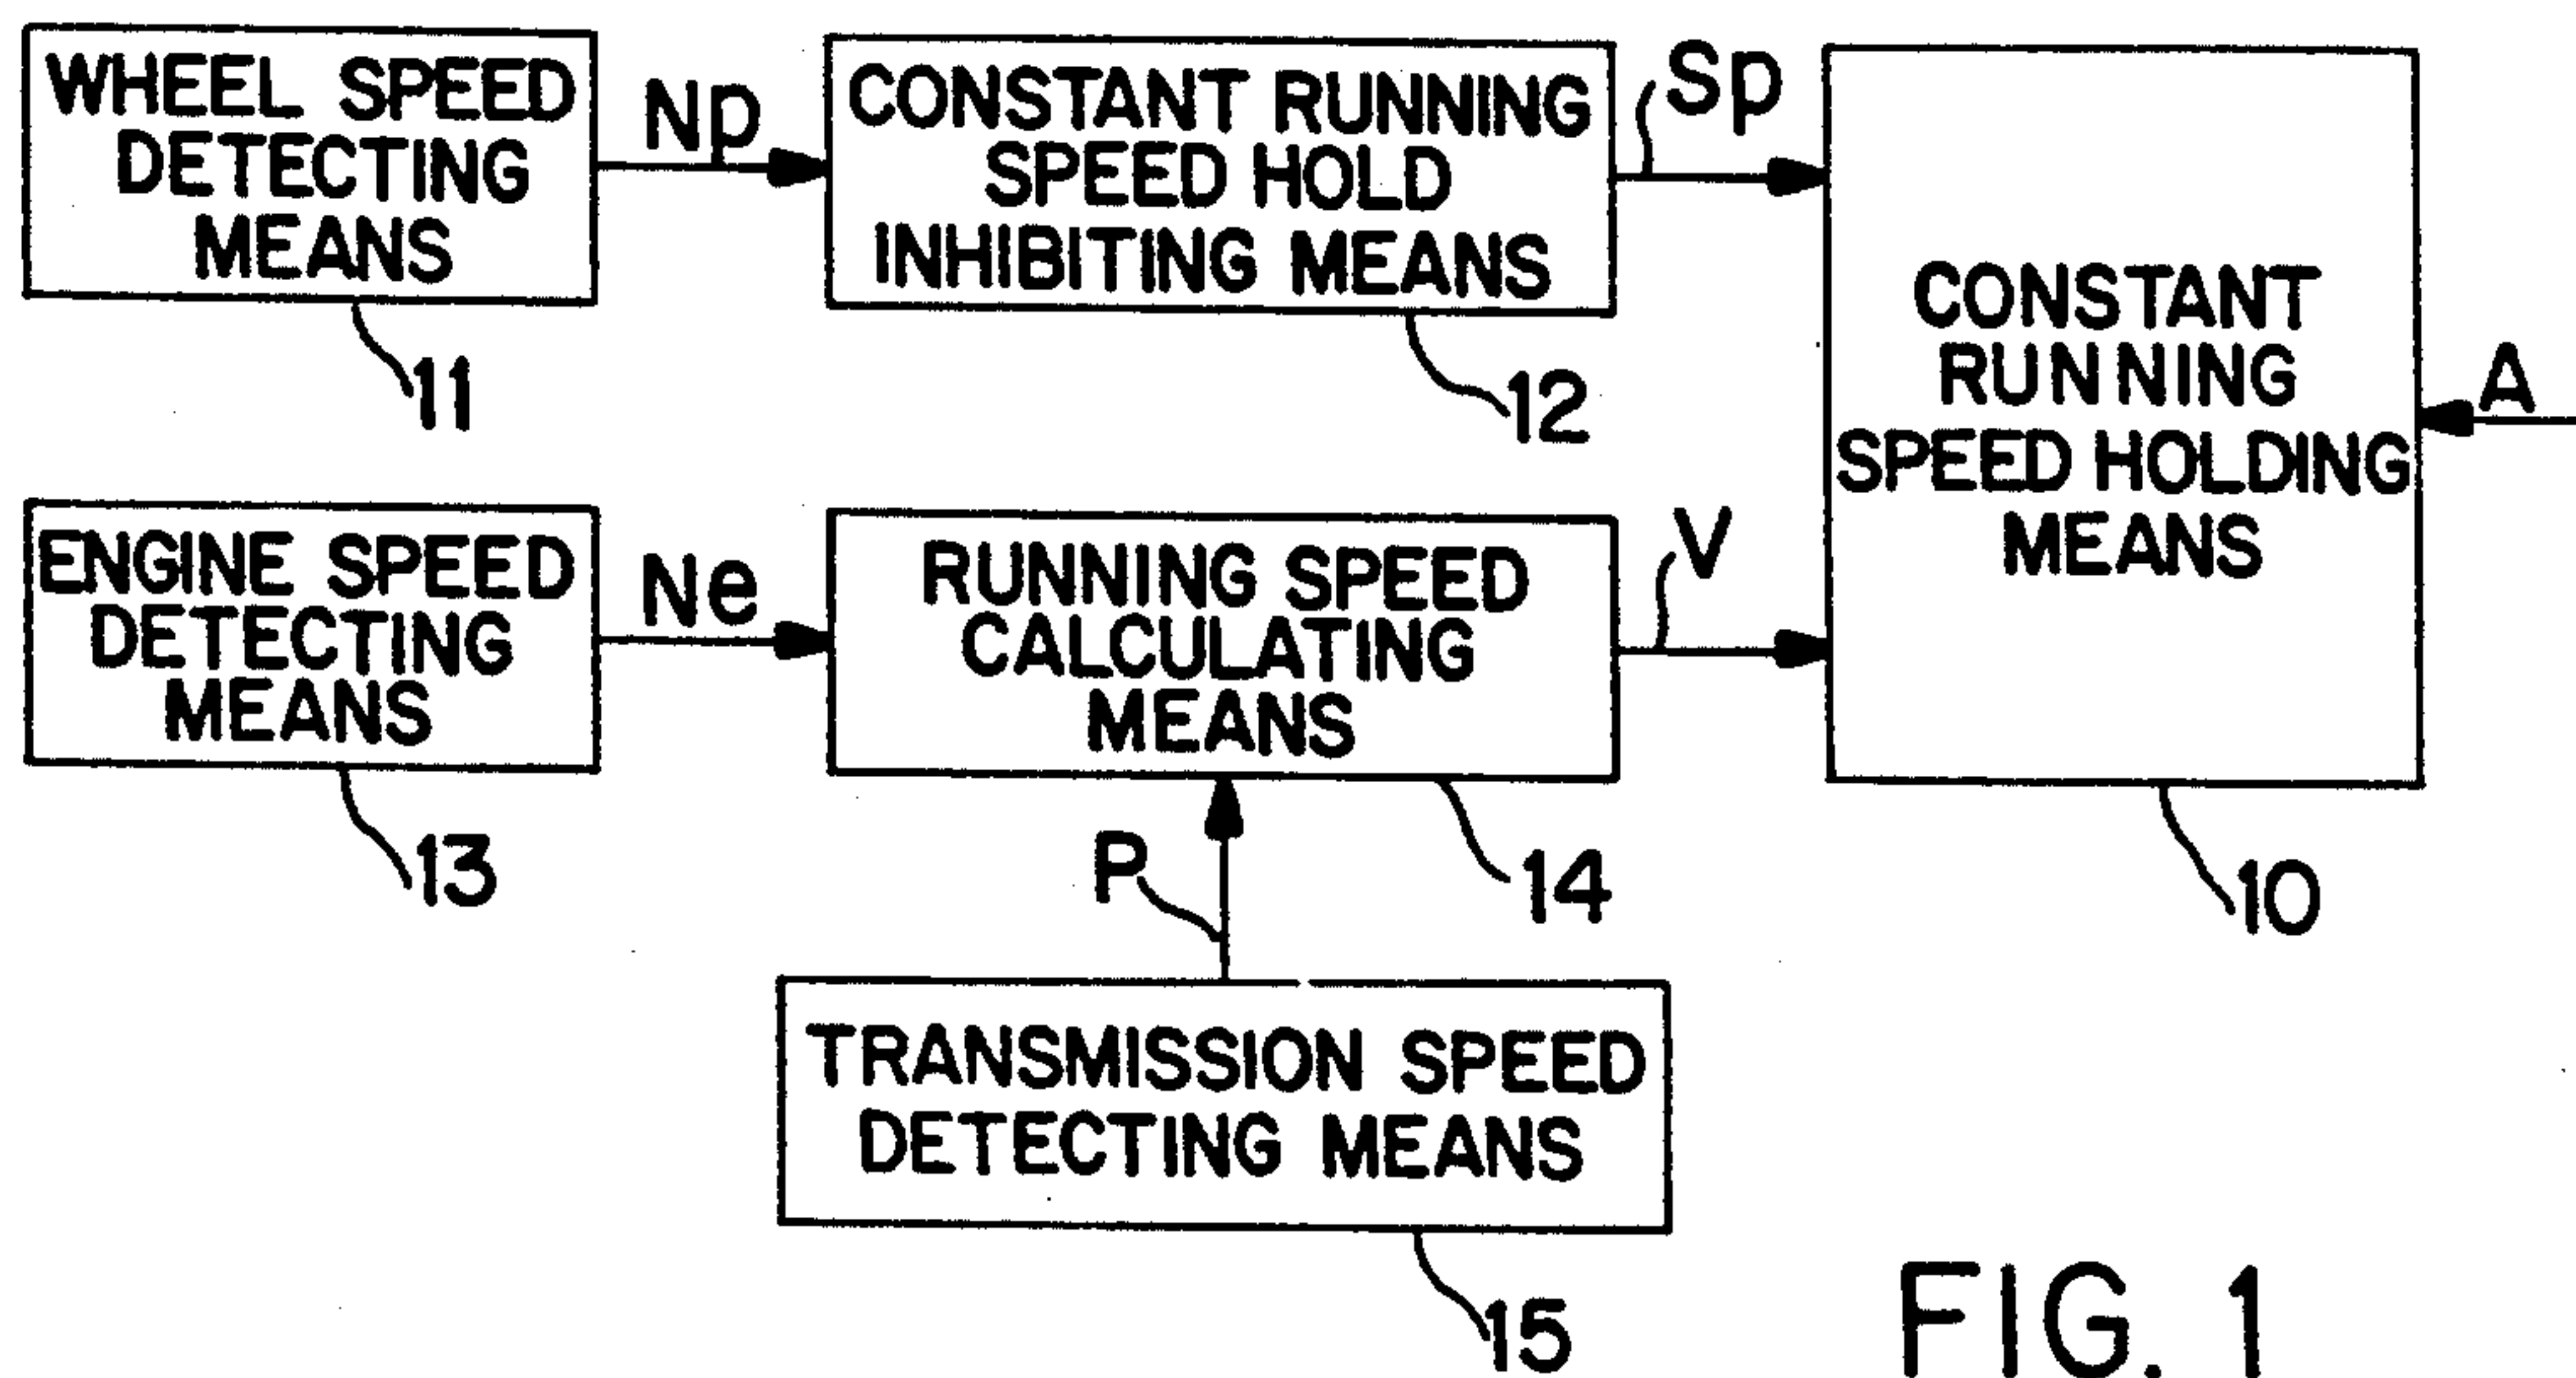 WHEEL SPEED
DETECTING
MEANS
11
Np
CONSTANT RUNNING
SPEED HOLD
INHIBITING MEANS
12
Sp
CONSTANT
RUNNING
SPEED HOLDING
MEANS
10
A
ENGINE SPEED
DETECTING
MEANS
13
Ne
RUNNING SPEED
CALCULATING
MEANS
14
V
P
TRANSMISSION SPEED
DETECTING MEANS
15
FIG. 1